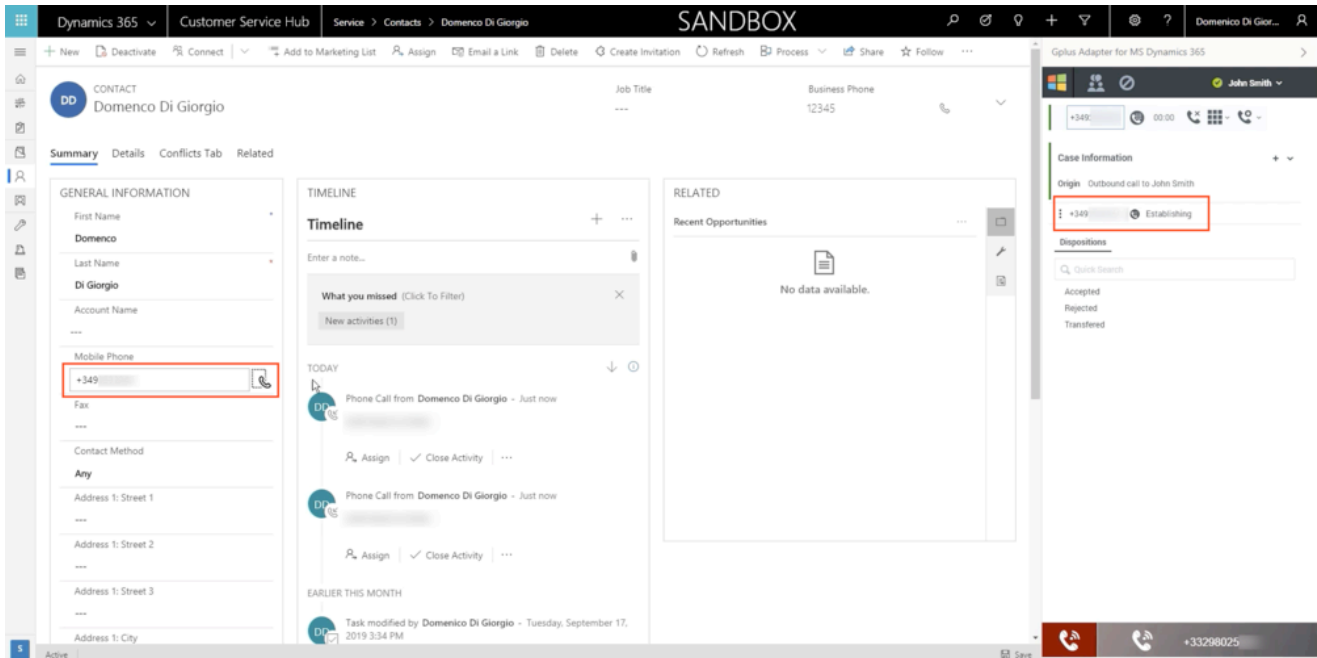 Dynamics 365
Customer Service Hub
Service > Contacts > Domenco Di Giorgio
SANDBOX
Domenico Di Gior...
New
Deactivate
Connect
Add to Marketing List
Assign
Email a Link
Delete
Create Invitation
Refresh
Process
Share
Follow
Gplus Adapter for MS Dynamics 365
DD
CONTACT
Domenco Di Giorgio
Job Title
---
Business Phone
12345
John Smith
+349
00:00
Summary
Details
Conflicts Tab
Related
GENERAL INFORMATION
First Name *
Domenco
Last Name *
Di Giorgio
Account Name
---
Mobile Phone
+349
Fax
---
Contact Method
Any
Address 1: Street 1
---
Address 1: Street 2
---
Address 1: Street 3
---
Address 1: City
TIMELINE
Timeline
Enter a note...
What you missed (Click To Filter)
New activities (1)
TODAY
DD
Phone Call from Domenco Di Giorgio - Just now
Assign
Close Activity
DD
Phone Call from Domenco Di Giorgio - Just now
Assign
Close Activity
EARLIER THIS MONTH
DD
Task modified by Domenco Di Giorgio - Tuesday, September 17,
2019 3:34 PM
RELATED
Recent Opportunities
No data available.
Case Information
Origin Outbound call to John Smith
+349 Establishing
Dispositions
Quick Search
Accepted
Rejected
Transfered
+33298025
S
Active
Save